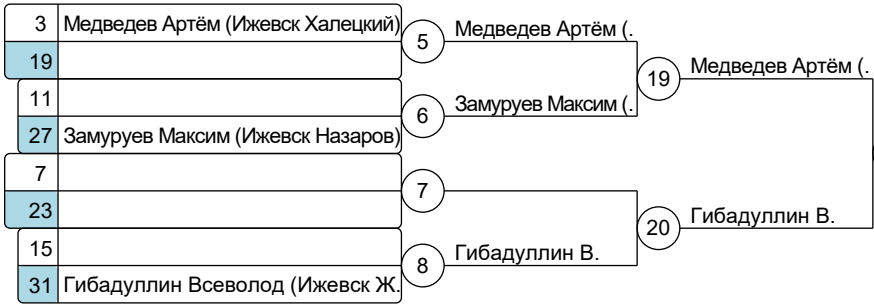 3 Медведев Артём (Ижевск Халецкий)
5 Медведев Артём (.
19
19 Медведев Артём (.
11
6 Замуруев Максим (.
27 Замуруев Максим (Ижевск Назаров)
7
7
23
20 Гибадуллин В.
15
8 Гибадуллин В.
31 Гибадуллин Всеволод (Ижевск Ж.